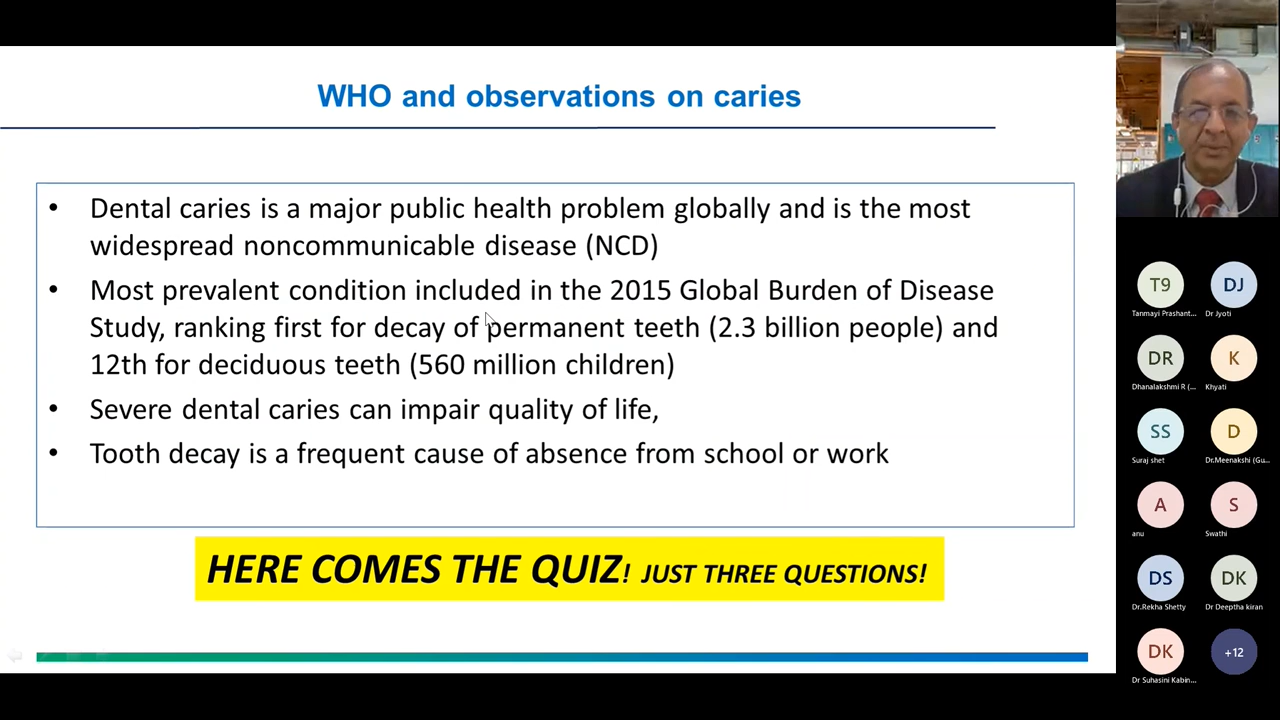 WHO and observations on caries
• Dental caries is a major public health problem globally and is the most
widespread noncommunicable disease (NCD)
• Most prevalent condition included in the 2015 Global Burden of Disease
Study, ranking first for decay of permanent teeth (2.3 billion people) and
12th for deciduous teeth (560 million children)
• Severe dental caries can impair quality of life,
• Tooth decay is a frequent cause of absence from school or work
HERE COMES THE QUIZ! JUST THREE QUESTIONS!
T9 DJ
Tanmayi Prashant... Dr Jyoti
DR K
Dhanalakshmi R (... Khyati
SS D
Suraj shet Dr.Meenakshi (Gu...
A S
anu Swathi
DS DK
Dr.Rekha Shetty Dr Deeptha kiran
DK +12
Dr Suhasini Kabin...